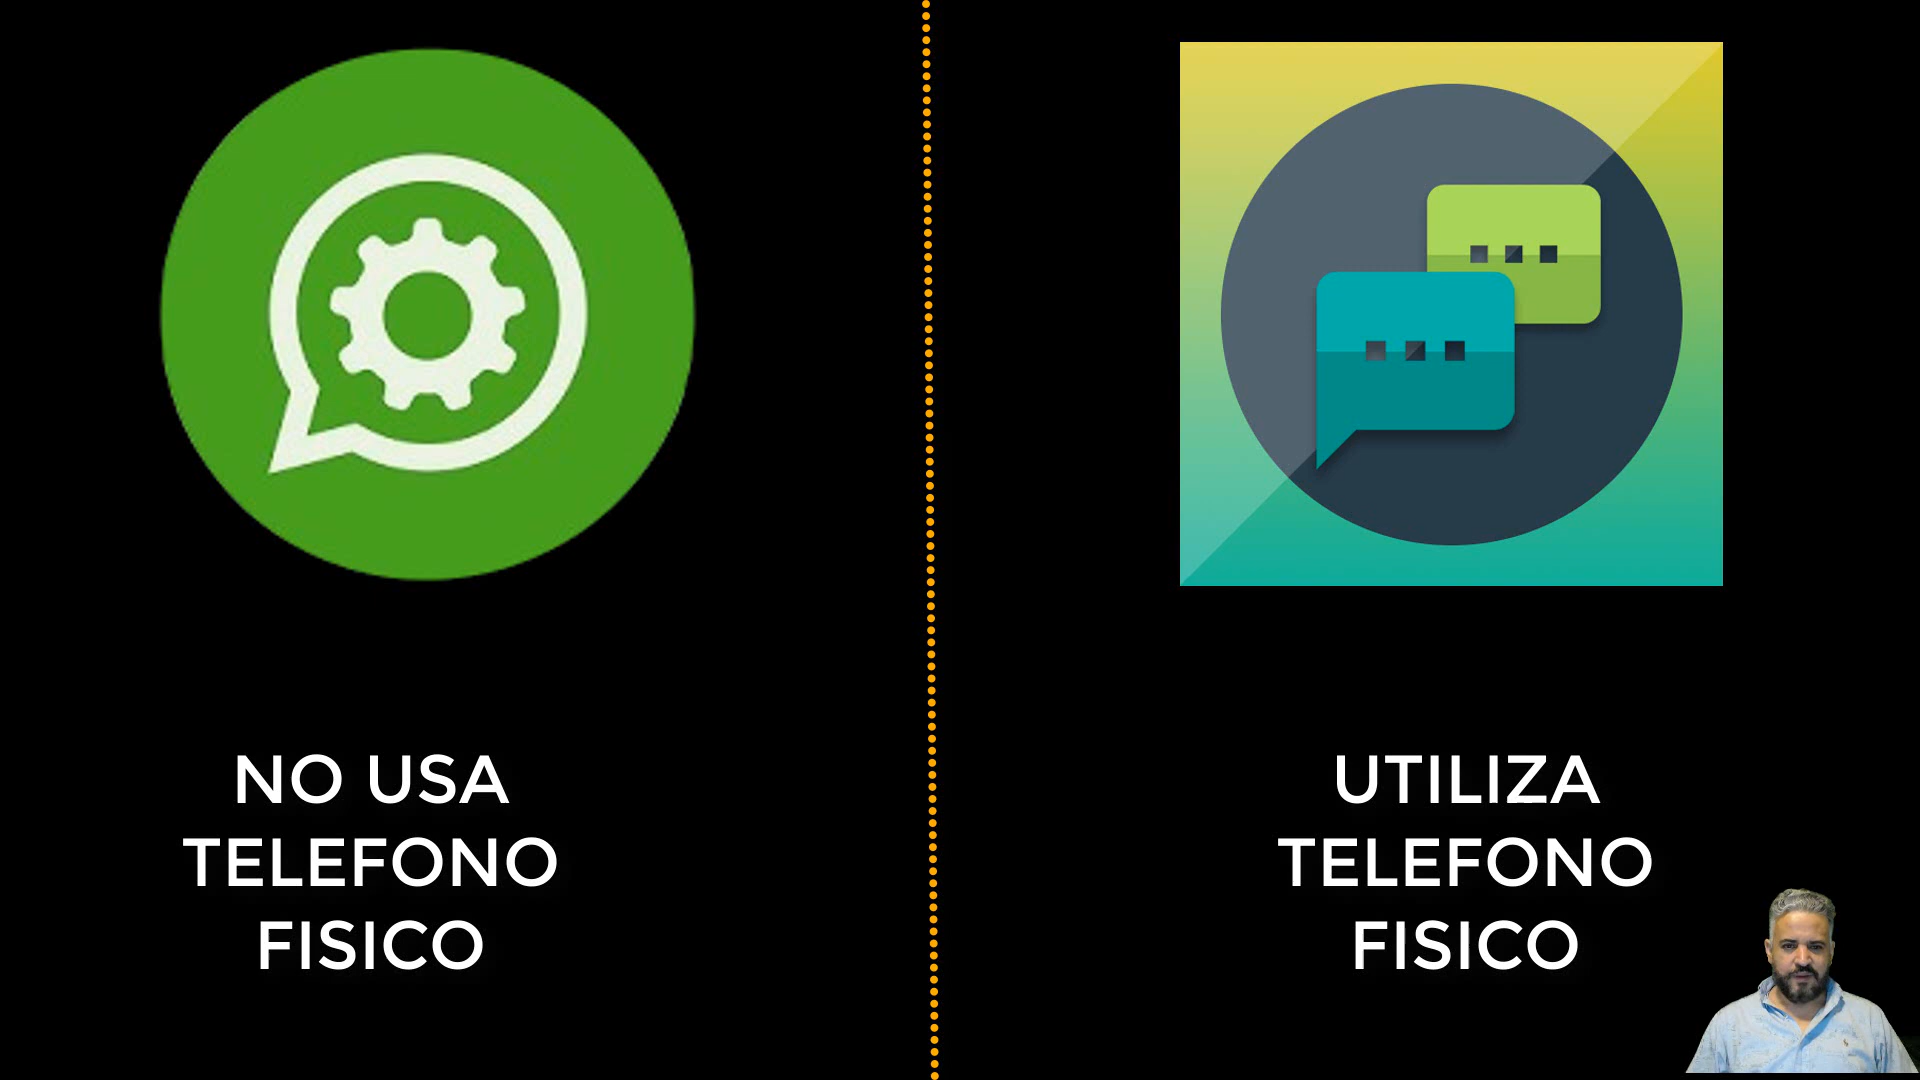 NO USA
TELEFONO
FISICO
UTILIZA
TELEFONO
FISICO